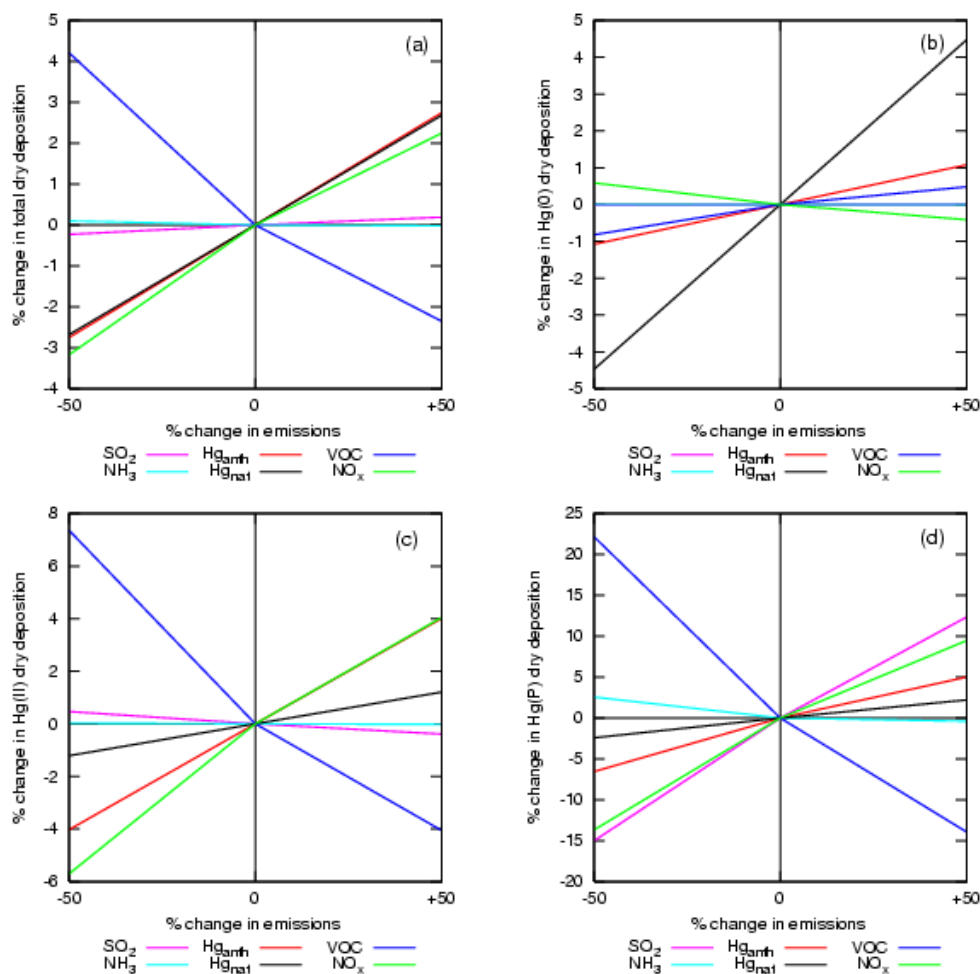 (a)
% change in total dry deposition
5
4
3
2
1
0
-1
-2
-3
-4
-50 0 +50
% change in emissions
SO2 Hganth VOC
NH3 Hgnat NOx
(b)
% change in Hg(0) dry deposition
5
4
3
2
1
0
-1
-2
-3
-4
-5
-50 0 +50
% change in emissions
SO2 Hganth VOC
NH3 Hgnat NOx
(c)
% change in Hg(II) dry deposition
8
6
4
2
0
-2
-4
-6
-50 0 +50
% change in emissions
SO2 Hganth VOC
NH3 Hgnat NOx
(d)
% change in Hg(P) dry deposition
25
20
15
10
5
0
-5
-10
-15
-20
-50 0 +50
% change in emissions
SO2 Hganth VOC
NH3 Hgnat NOx